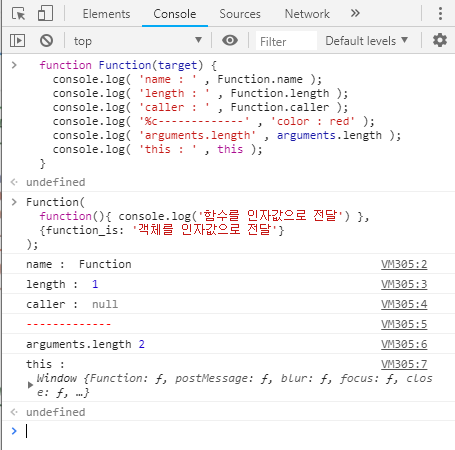 Elements Console Sources Network »
top Filter Default levels ▼
> function Function(target) {
console.log( 'name : ' , Function.name );
console.log( 'length : ' , Function.length );
console.log( 'caller : ' , Function.caller );
console.log( '%c-------------' , 'color : red' );
console.log( 'arguments.length' , arguments.length );
console.log( 'this : ' , this );
}
undefined
> Function(
function(){ console.log('함수를 인자값으로 전달') },
{function_is: '객체를 인자값으로 전달'}
);
name : Function VM305:2
length : 1 VM305:3
caller : null VM305:4
------------- VM305:5
arguments.length 2 VM305:6
this : VM305:7
Window {Function: ƒ, postMessage: ƒ, blur: ƒ, focus: ƒ, clos
e: ƒ, …}
undefined
>